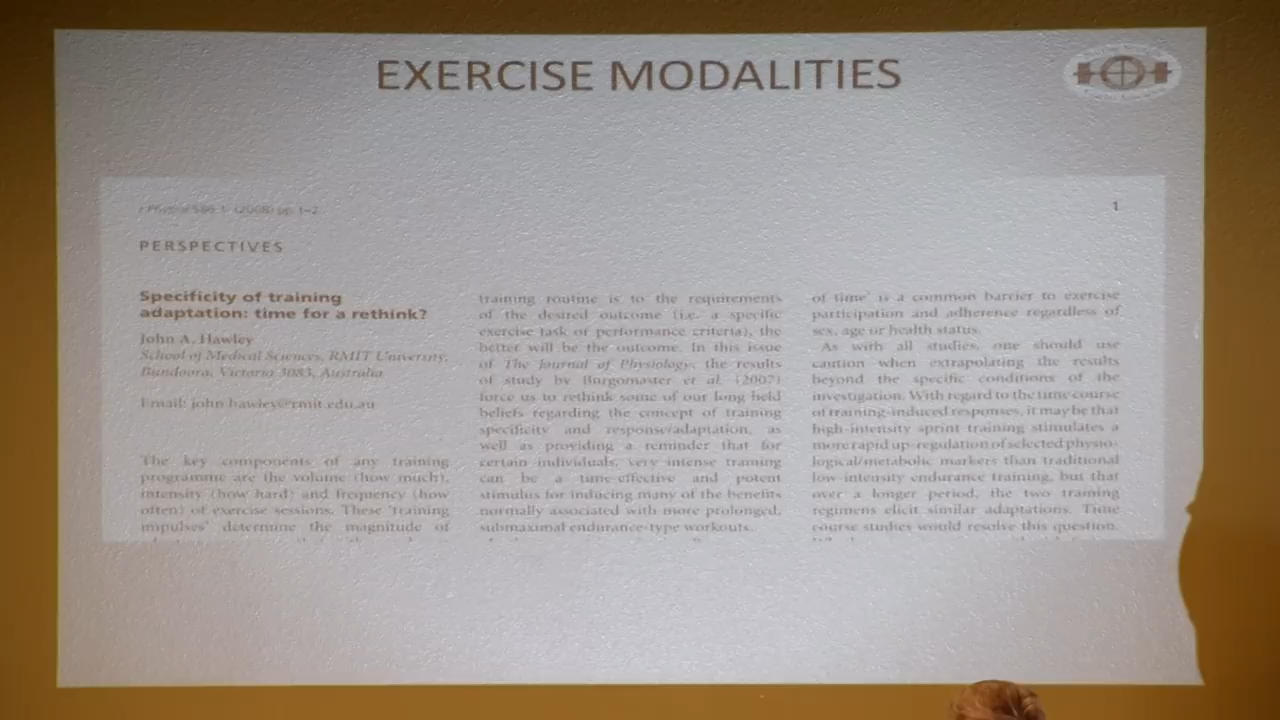 EXERCISE MODALITIES
J Physiol 586.1 (2008) pp 1–2
1
PERSPECTIVES
Specificity of training
adaptation: time for a rethink?
John A. Hawley
School of Medical Sciences, RMIT University,
Bundoora, Victoria 3083, Australia
Email: john.hawley@rmit.edu.au
The key components of any training
programme are the volume (how much),
intensity (how hard) and frequency (how
often) of exercise sessions. These 'training
impulses' determine the magnitude of
training routine is to the requirements
of the desired outcome (i.e. a specific
exercise task or performance criteria), the
better will be the outcome. In this issue
of The Journal of Physiology, the results
of study by Burgomaster et al. (2007)
force us to rethink some of our long held
beliefs regarding the concept of training
specificity and response/adaptation, as
well as providing a reminder that for
certain individuals, very intense training
can be a time-effective and potent
stimulus for inducing many of the benefits
normally associated with more prolonged,
submaximal endurance-type workouts.
of time' is a common barrier to exercise
participation and adherence regardless of
sex, age or health status.
As with all studies, one should use
caution when extrapolating the results
beyond the specific conditions of the
investigation. With regard to the time course
of training-induced responses, it may be that
high-intensity sprint training stimulates a
more rapid up-regulation of selected physio-
logical/metabolic markers than traditional
low-intensity endurance training, but that
over a longer period, the two training
regimens elicit similar adaptations. Time
course studies would resolve this question.